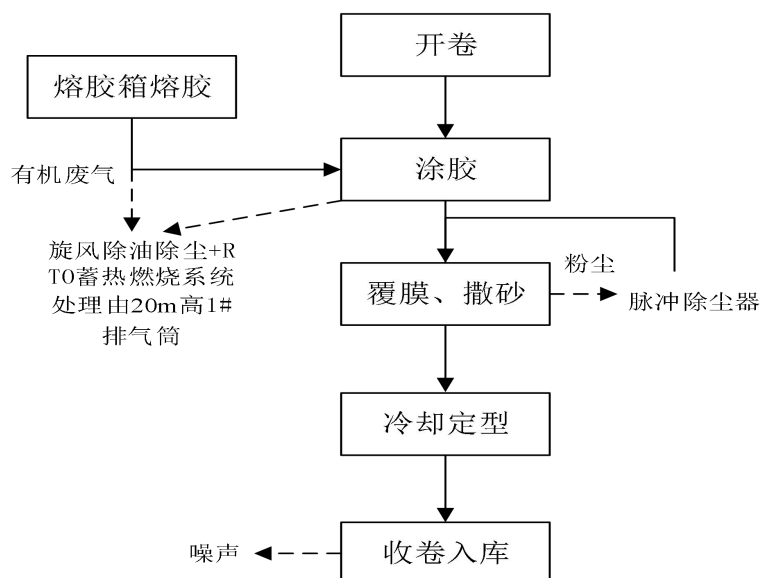 开卷
熔胶箱熔胶
有机废气
涂胶
旋风除油除尘+R
TO蓄热燃烧系统
处理由20m高1#
排气筒
粉尘
覆膜、撒砂
脉冲除尘器
冷却定型
噪声
收卷入库